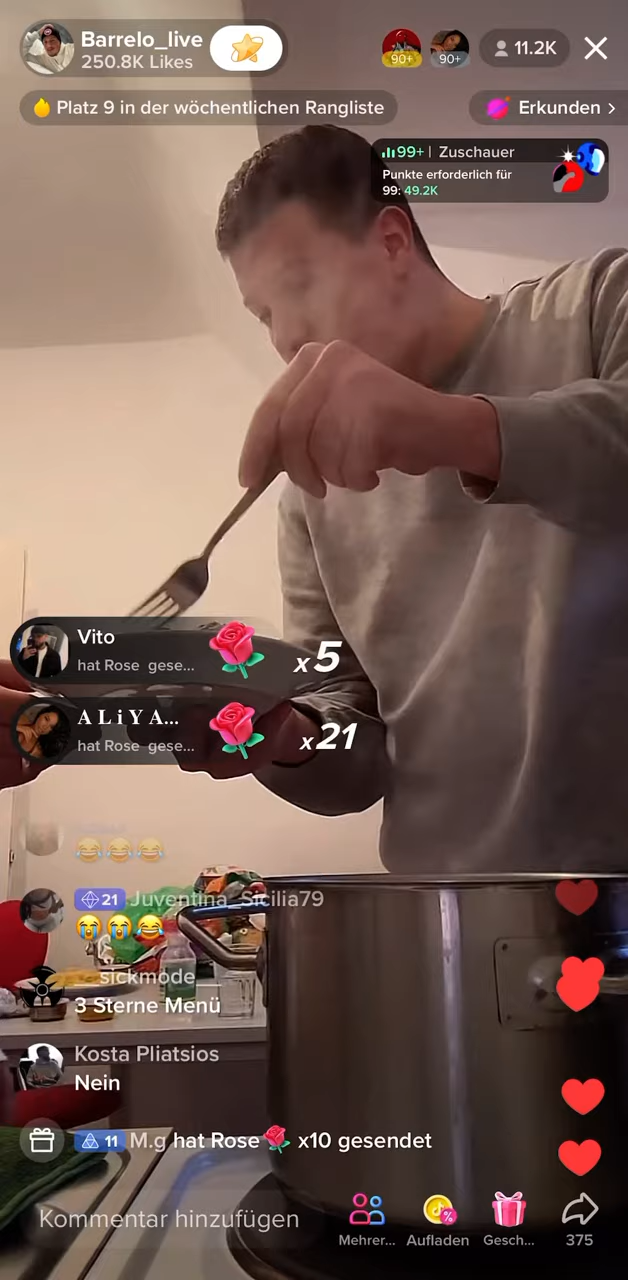 Barrelo_live
250.8K Likes
90+
90+
11.2K
Platz 9 in der wöchentlichen Rangliste
Erkunden >
99+ | Zuschauer
Punkte erforderlich für
99: 49.2K
Vito
hat Rose gese...
x5
A L i Y A...
hat Rose gese...
x21
😂😂😂
21 Juventina_Sicilia79
😭😭😂
sickmode
3 Sterne Menü
Kosta Pliatsios
Nein
11 M.g hat Rose 🌹 x10 gesendet
Kommentar hinzufügen
Mehrer...
Aufladen
Gesch...
375